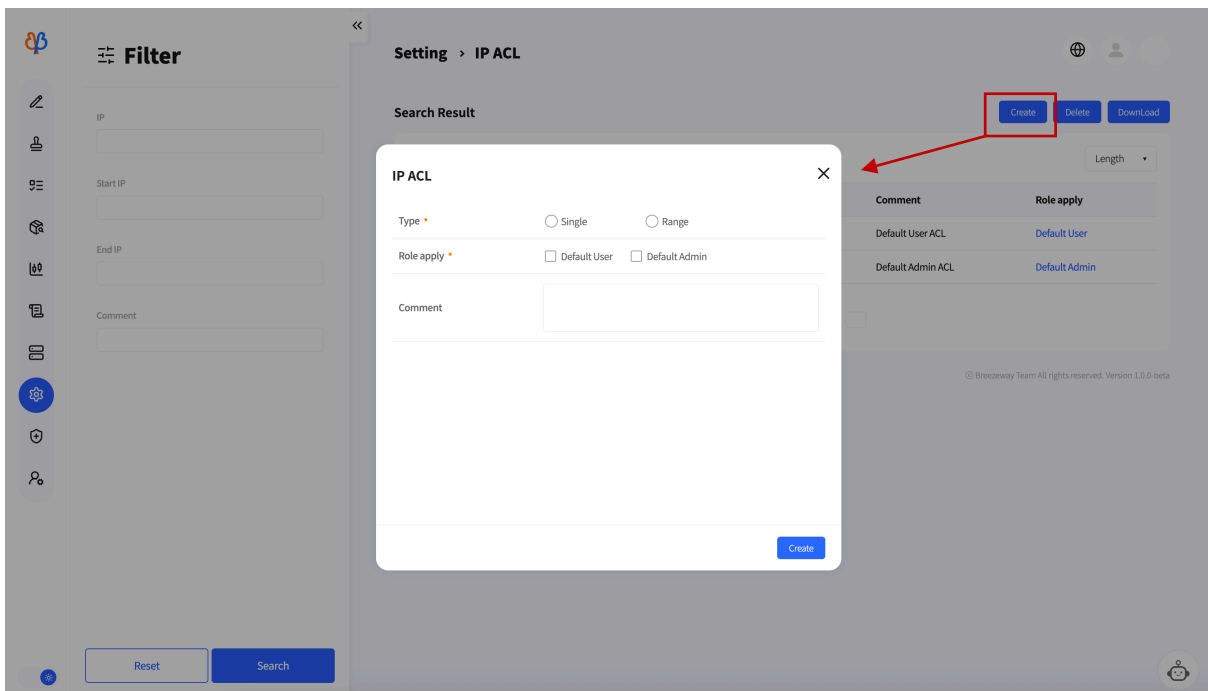 Filter
IP
Start IP
End IP
Comment
Reset
Search
Setting > IP ACL
Search Result
Create
Delete
DownLoad
Length
Comment
Role apply
Default User ACL
Default User
Default Admin ACL
Default Admin
ⓒ Breezeway Team All rights reserved. Version 1.0.0-besa
IP ACL
Type *
Single
Range
Role apply *
Default User
Default Admin
Comment
Create